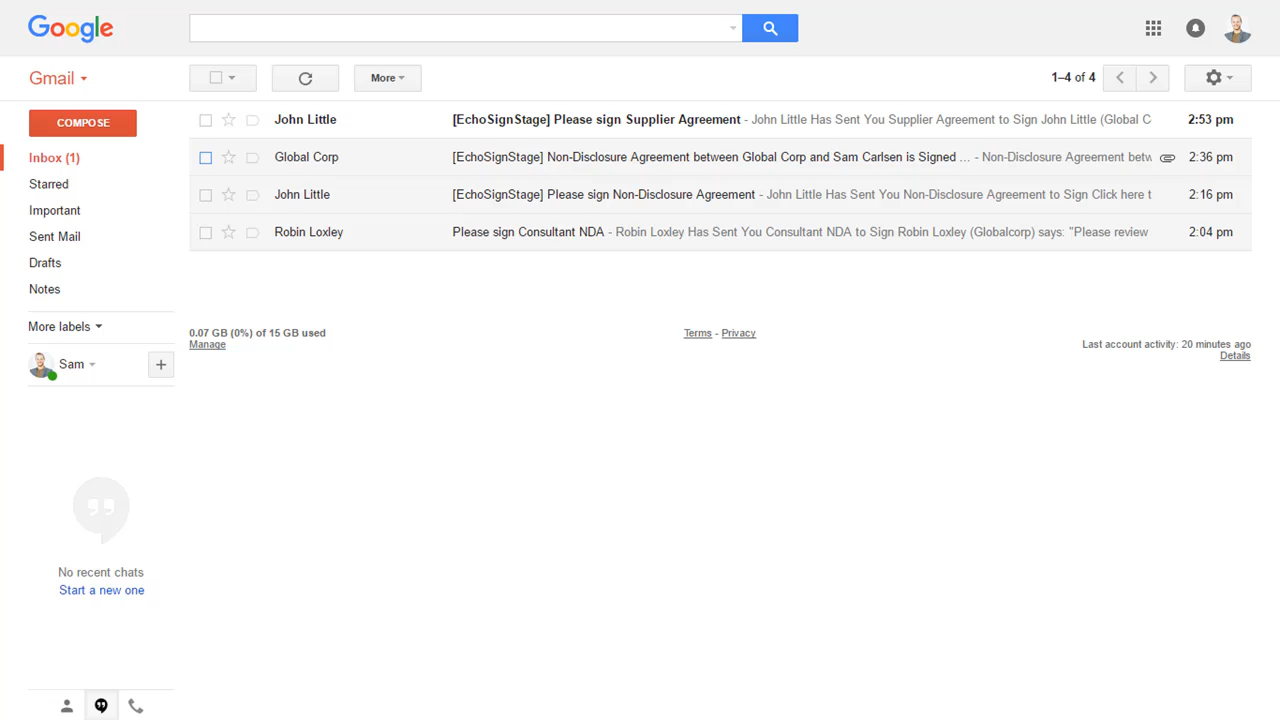 Google
Gmail
More
1–4 of 4
COMPOSE
Inbox (1)
Starred
Important
Sent Mail
Drafts
Notes
More labels
Sam
John Little [EchoSignStage] Please sign Supplier Agreement - John Little Has Sent You Supplier Agreement to Sign John Little (Global C 2:53 pm
Global Corp [EchoSignStage] Non-Disclosure Agreement between Global Corp and Sam Carlsen is Signed ... - Non-Disclosure Agreement betw 2:36 pm
John Little [EchoSignStage] Please sign Non-Disclosure Agreement - John Little Has Sent You Non-Disclosure Agreement to Sign Click here t 2:16 pm
Robin Loxley Please sign Consultant NDA - Robin Loxley Has Sent You Consultant NDA to Sign Robin Loxley (Globalcorp) says: "Please review 2:04 pm
0.07 GB (0%) of 15 GB used
Manage
Terms - Privacy
Last account activity: 20 minutes ago
Details
No recent chats
Start a new one